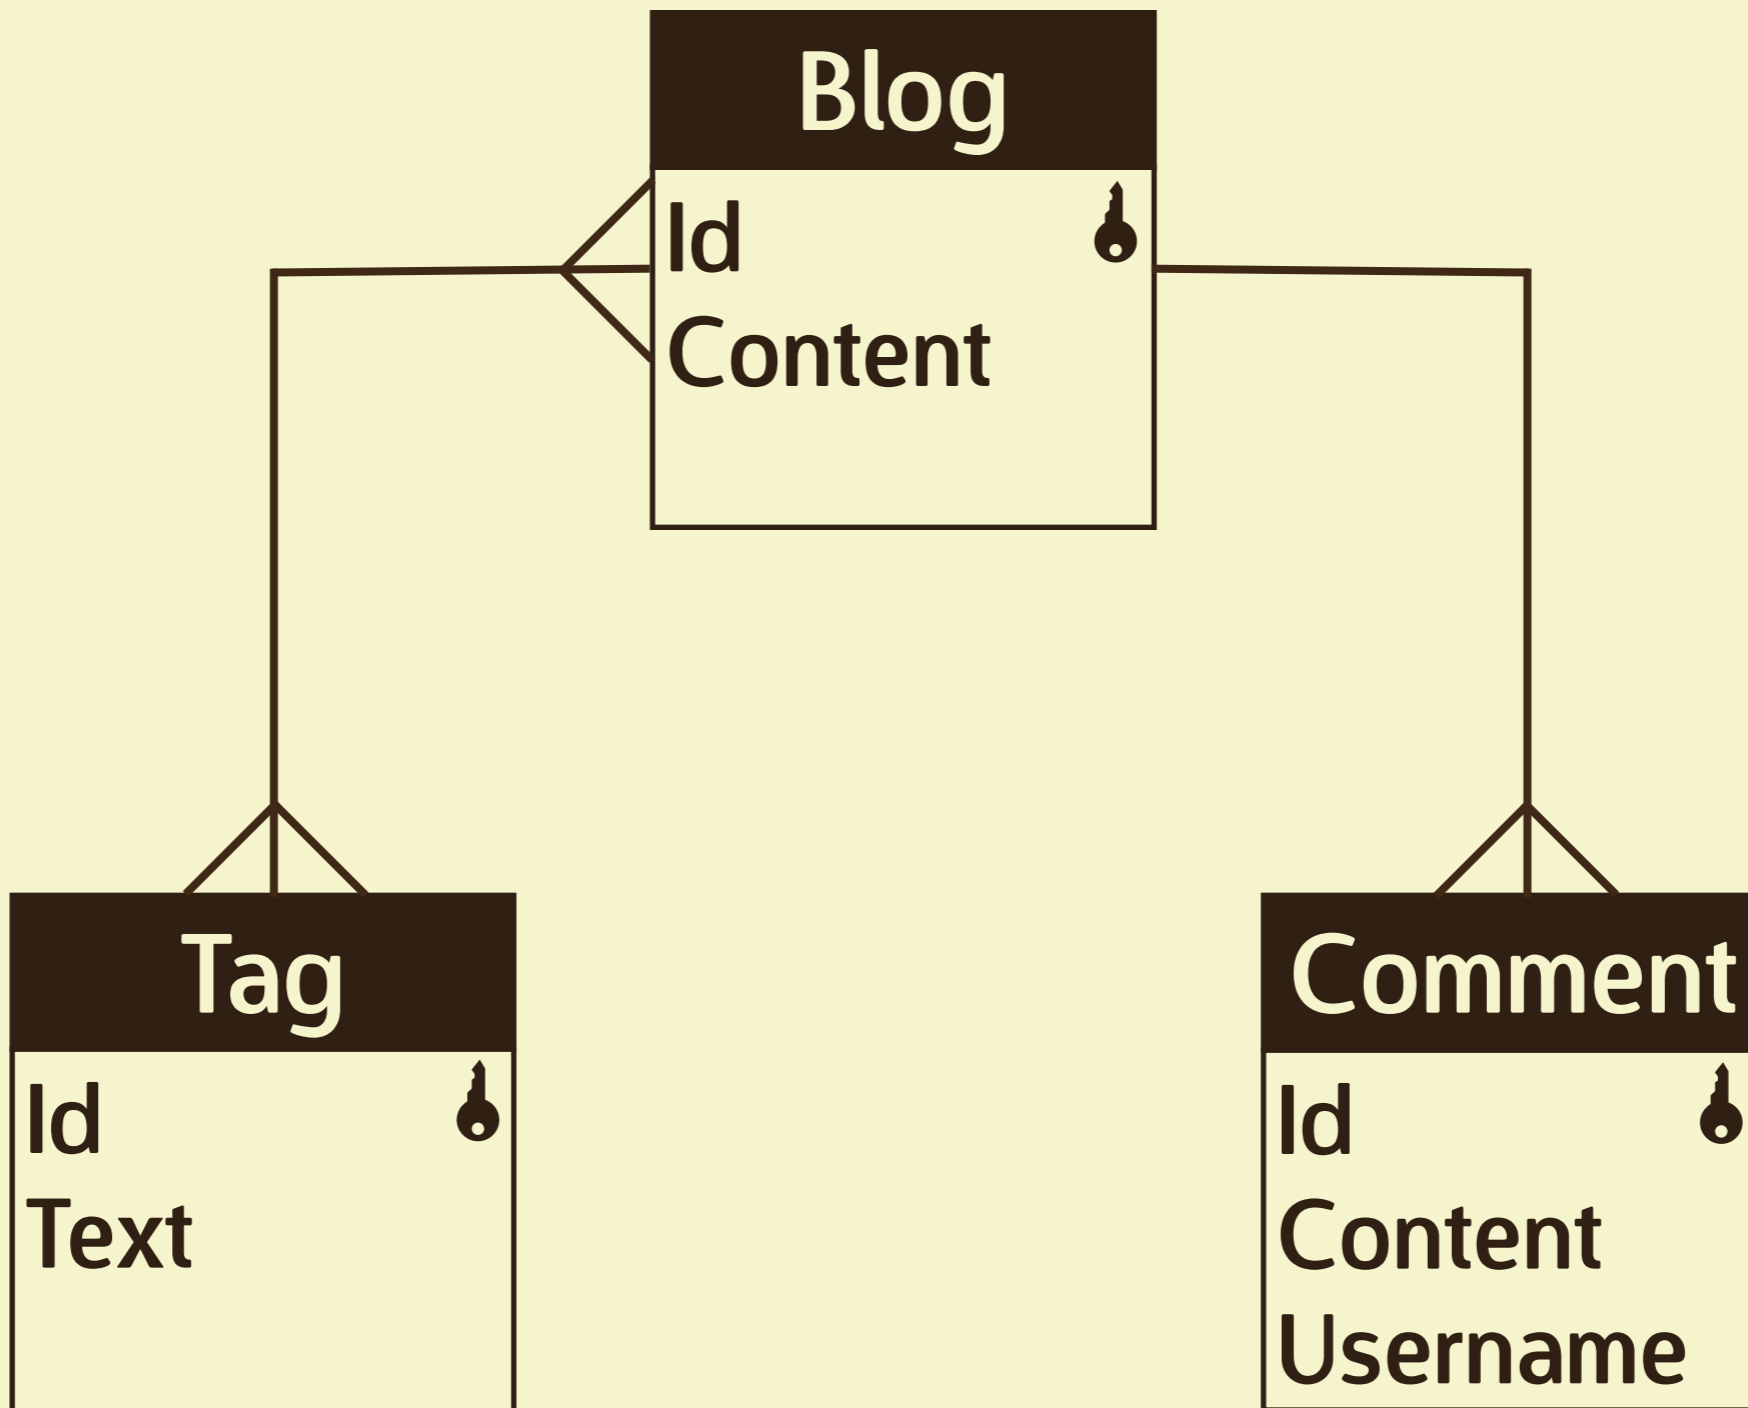 Blog
Id
Content
Tag
Id
Text
Comment
Id
Content
Username